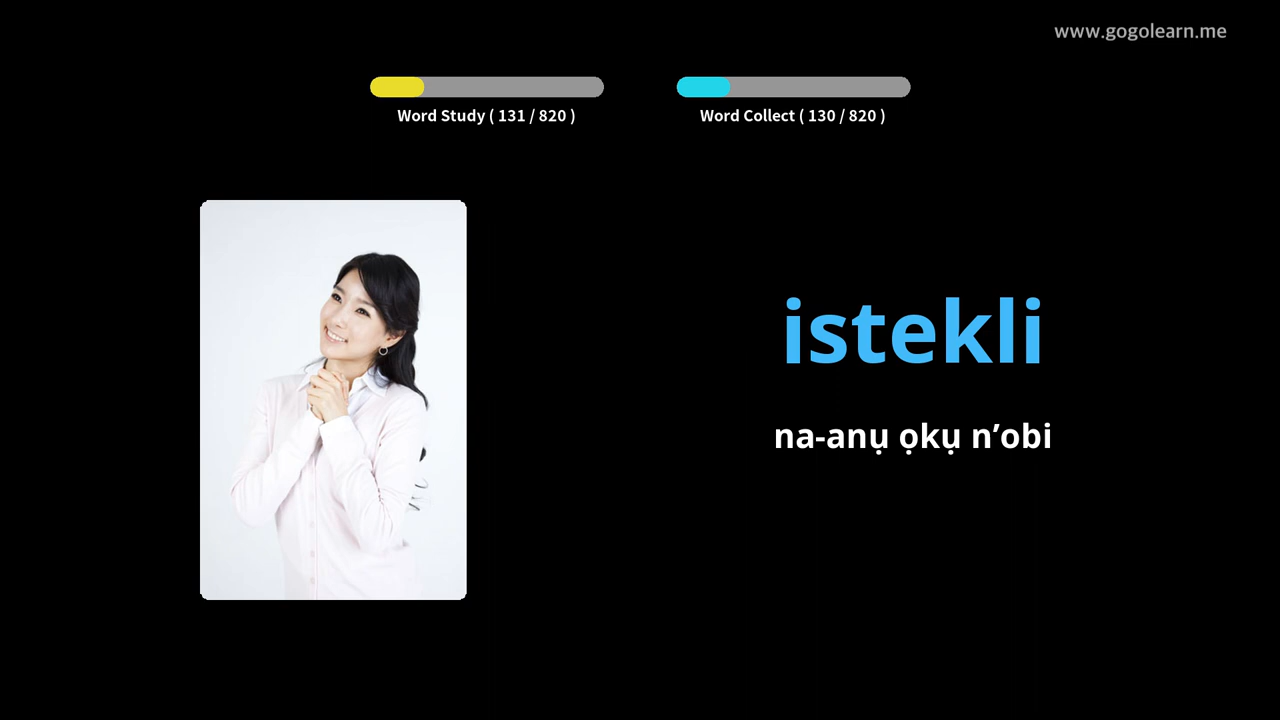 www.gogolearn.me
Word Study ( 131 / 820 )
Word Collect ( 130 / 820 )
istekli
na-anụ ọkụ n’obi